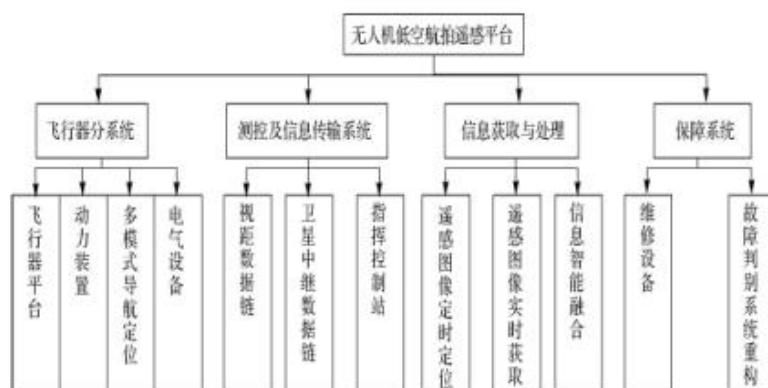 无人机低空航拍遥感平台
飞行器分系统
测控及信息传输系统
信息获取与处理
保障系统
飞行器平台
动力装置
多模式导航定位
电气设备
视距数据链
卫星中继数据链
指挥控制站
遥感图像定时定位
遥感图像实时获取
信息智能融合
维修设备
故障判别系统重构